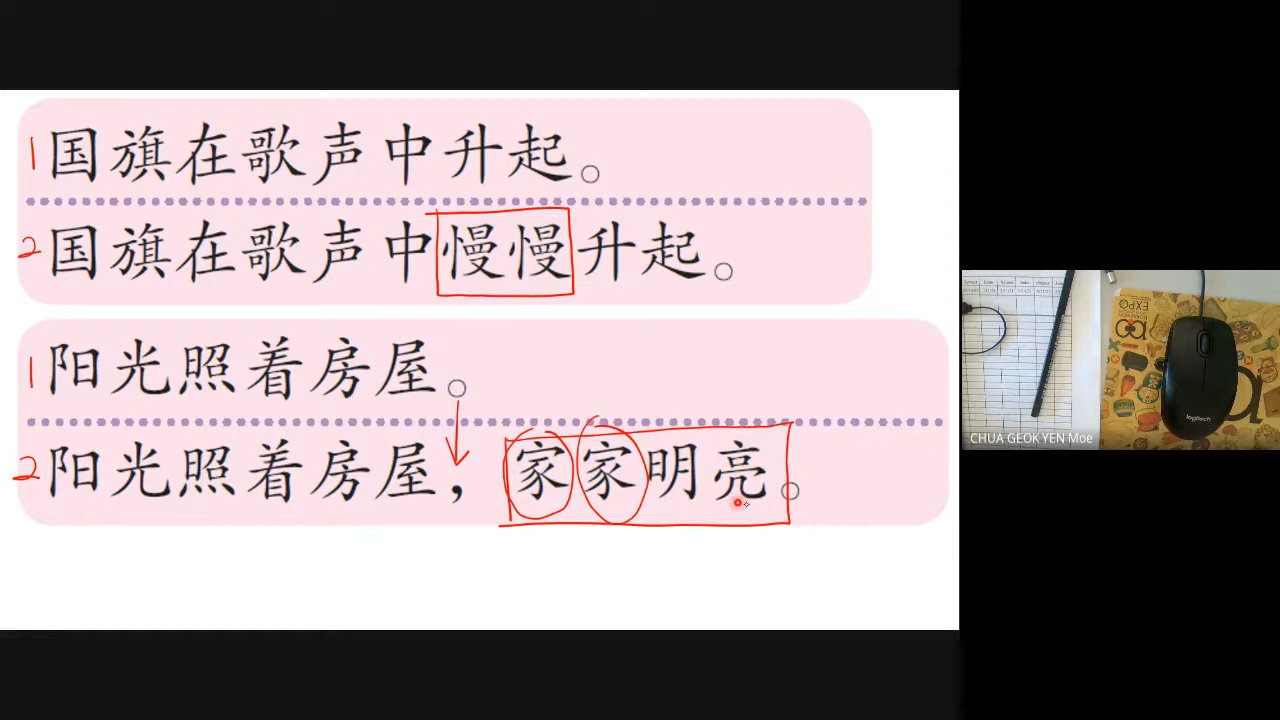 1 国旗在歌声中升起。
2 国旗在歌声中慢慢升起。
1 阳光照着房屋。
2 阳光照着房屋，家家明亮。
EXPO
logitech
CHUA GEOK YEN Moe